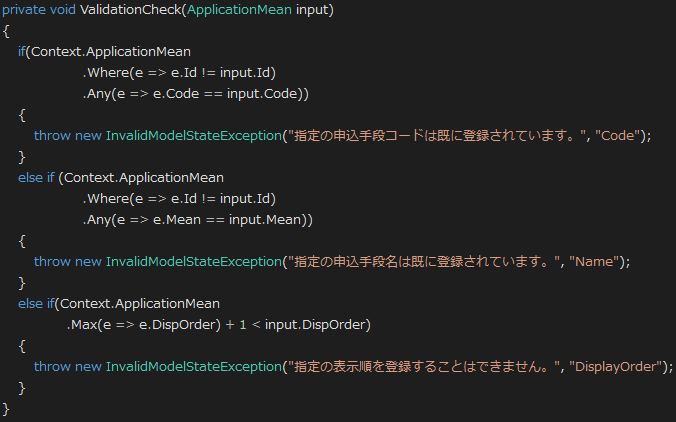 private void ValidationCheck(ApplicationMean input)
{
if(Context.ApplicationMean
.Where(e => e.Id != input.Id)
.Any(e => e.Code == input.Code))
{
throw new InvalidModelStateException("指定の申込手段コードは既に登録されています。", "Code");
}
else if (Context.ApplicationMean
.Where(e => e.Id != input.Id)
.Any(e => e.Mean == input.Mean))
{
throw new InvalidModelStateException("指定の申込手段名は既に登録されています。", "Name");
}
else if(Context.ApplicationMean
.Max(e => e.DispOrder) + 1 < input.DispOrder)
{
throw new InvalidModelStateException("指定の表示順を登録することはできません。", "DisplayOrder");
}
}